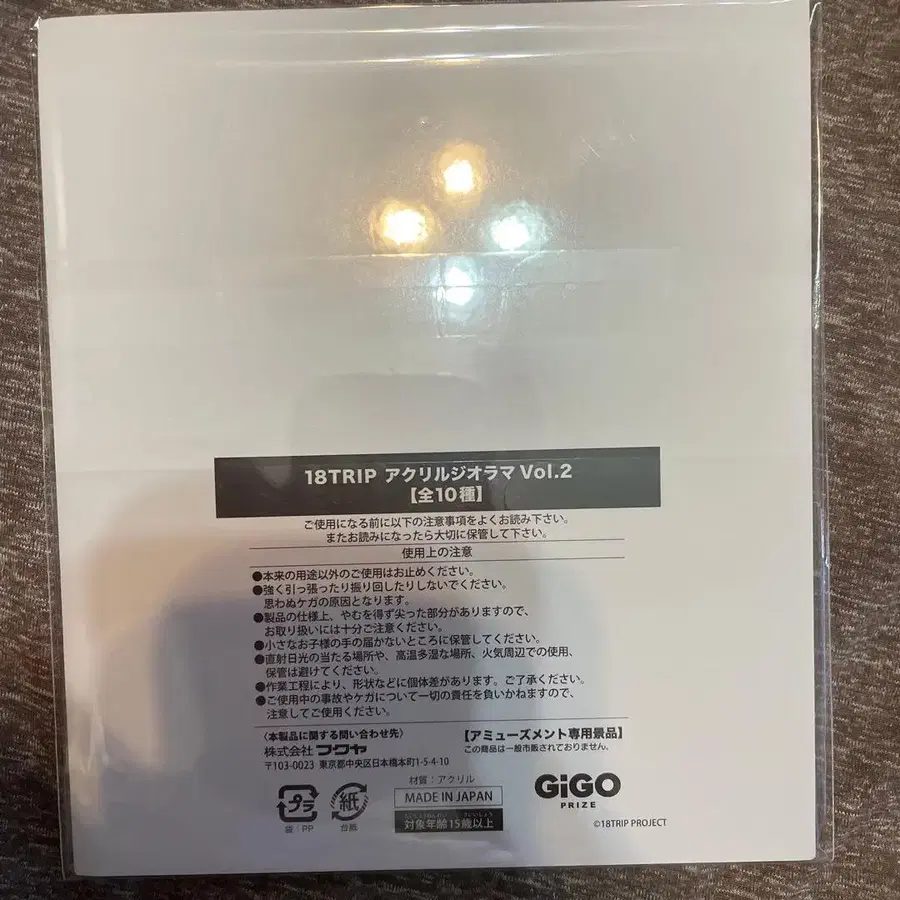 18TRIP アクリルジオラマ Vol.2
【全10種】
ご使用になる前に以下の注意事項をよくお読み下さい。
またお読みになったら大切に保管して下さい。
使用上の注意
●本来の用途以外のご使用はお止めください。
●強く引っ張ったり振り回したりしないでください。
思わぬケガの原因となります。
●製品の仕様上、やむを得ず尖った部分がありますので、
お取り扱いには十分ご注意ください。
●小さなお子様の手の届かないところに保管してください。
●直射日光の当たる場所や、高温多湿な場所、火気周辺での使用、
保管は避けてください。
●作業工程により、形状などに個体差があります。ご了承ください。
●ご使用中の事故やケガについて一切の責任を負いかねますので、
注意してご使用ください。
〈本製品に関する問い合わせ先〉
株式会社 フクヤ
〒103-0023 東京都中央区日本橋本町1-5-4-10
【アミューズメント専用景品】
この商品は一般市販されておりません。
プラ
袋:PP
紙
台紙
材質:アクリル
MADE IN JAPAN
対象年齢15歳以上
GiGO
PRIZE
©18TRIP PROJECT